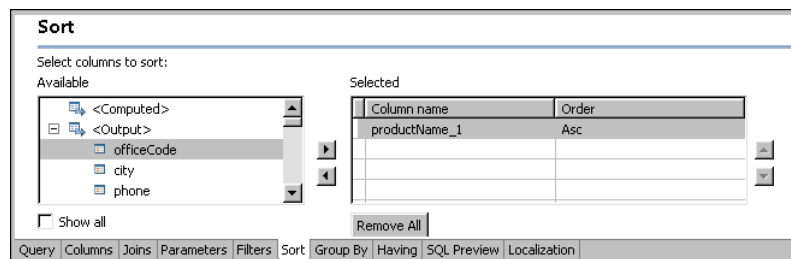 Sort
Select columns to sort:
Available
Selected
<Computed>
<Output>
officeCode
city
phone
Column name Order
productName_1 Asc
Show all
Remove All
Query Columns Joins Parameters Filters Sort Group By Having SQL Preview Localization